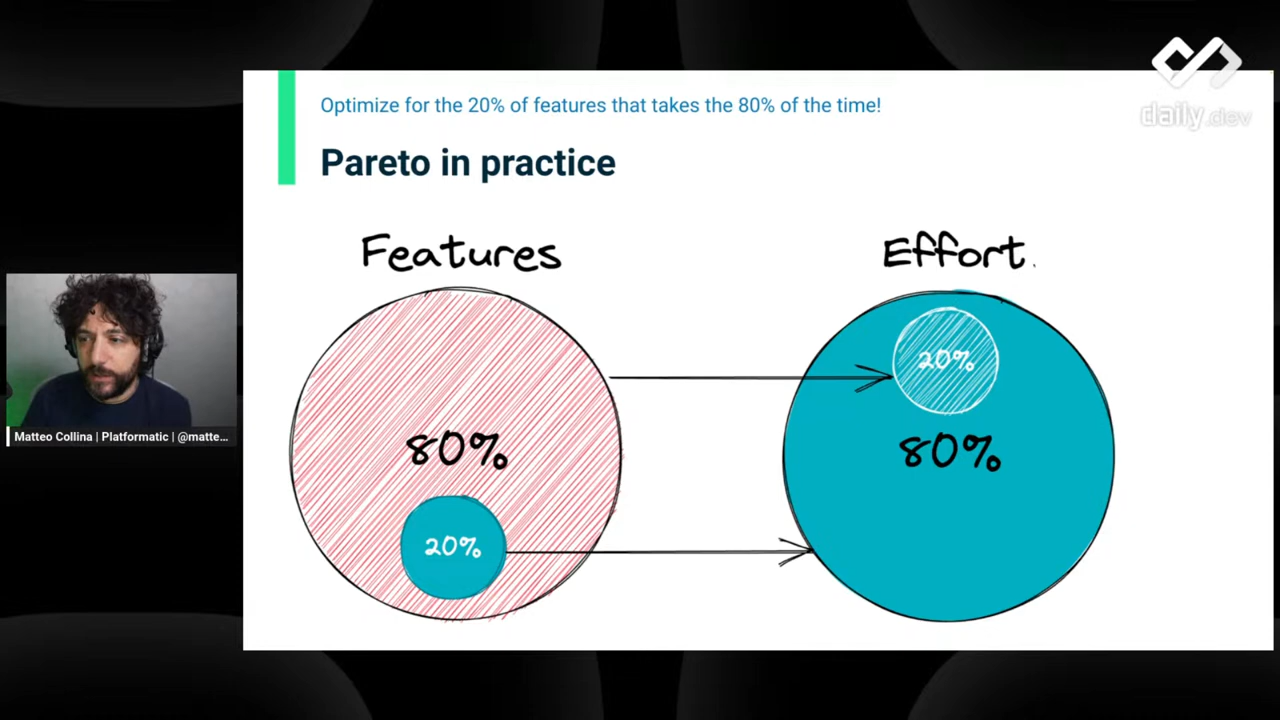 daily.dev
Optimize for the 20% of features that takes the 80% of the time!
Pareto in practice
Features
Effort
20%
80%
80%
20%
Matteo Collina | Platformatic | @matte...